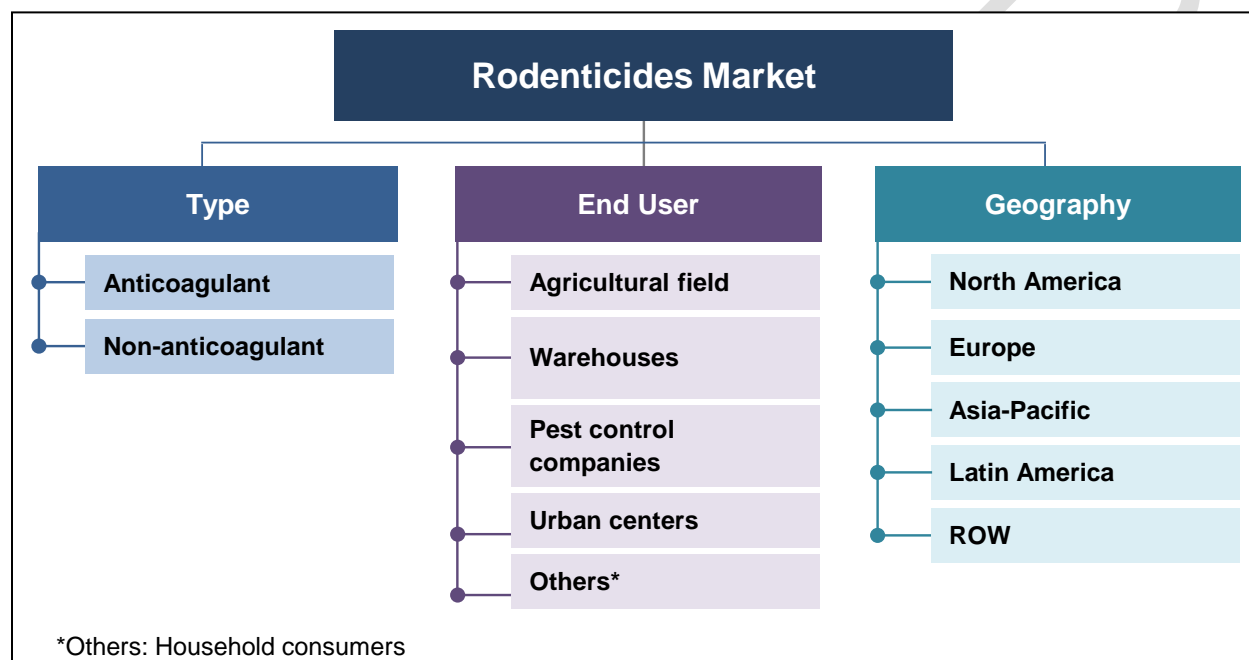 Rodenticides Market
Type
Anticoagulant
Non-anticoagulant
End User
Agricultural field
Warehouses
Pest control
companies
Urban centers
Others*
Geography
North America
Europe
Asia-Pacific
Latin America
ROW
*Others: Household consumers